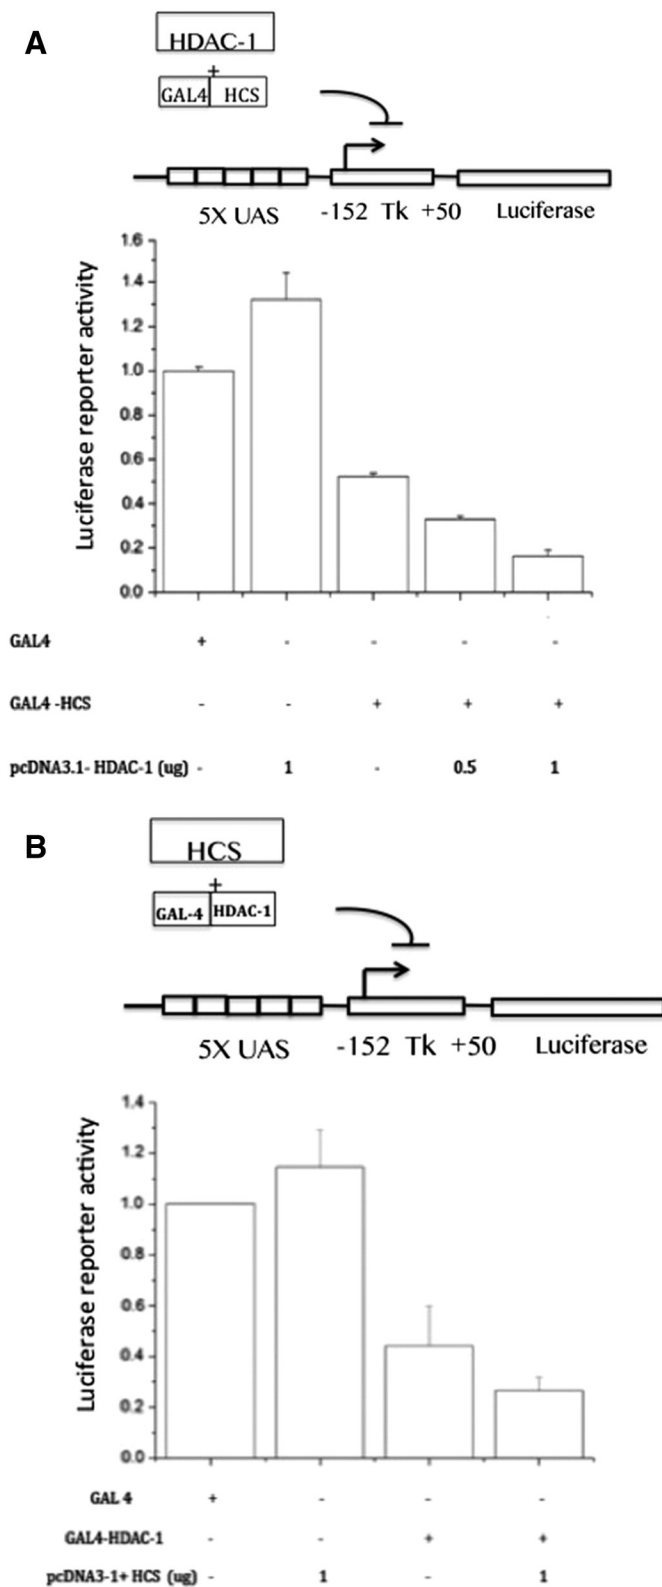 A
HDAC-1
+
GAL4 HCS
5X UAS -152 Tk +50 Luciferase
Luciferase reporter activity
1.6
1.4
1.2
1.0
0.8
0.6
0.4
0.2
0.0
GAL4 + - - - -
GAL4 -HCS - - + + +
pcDNA3.1- HDAC-1 (ug) - 1 - 0.5 1
B
HCS
+
GAL-4 HDAC-1
5X UAS -152 Tk +50 Luciferase
Luciferase reporter activity
1.4
1.2
1.0
0.8
0.6
0.4
0.2
0.0
GAL 4 + - - -
GAL4-HDAC-1 - - + +
pcDNA3-1+ HCS (ug) - 1 - 1